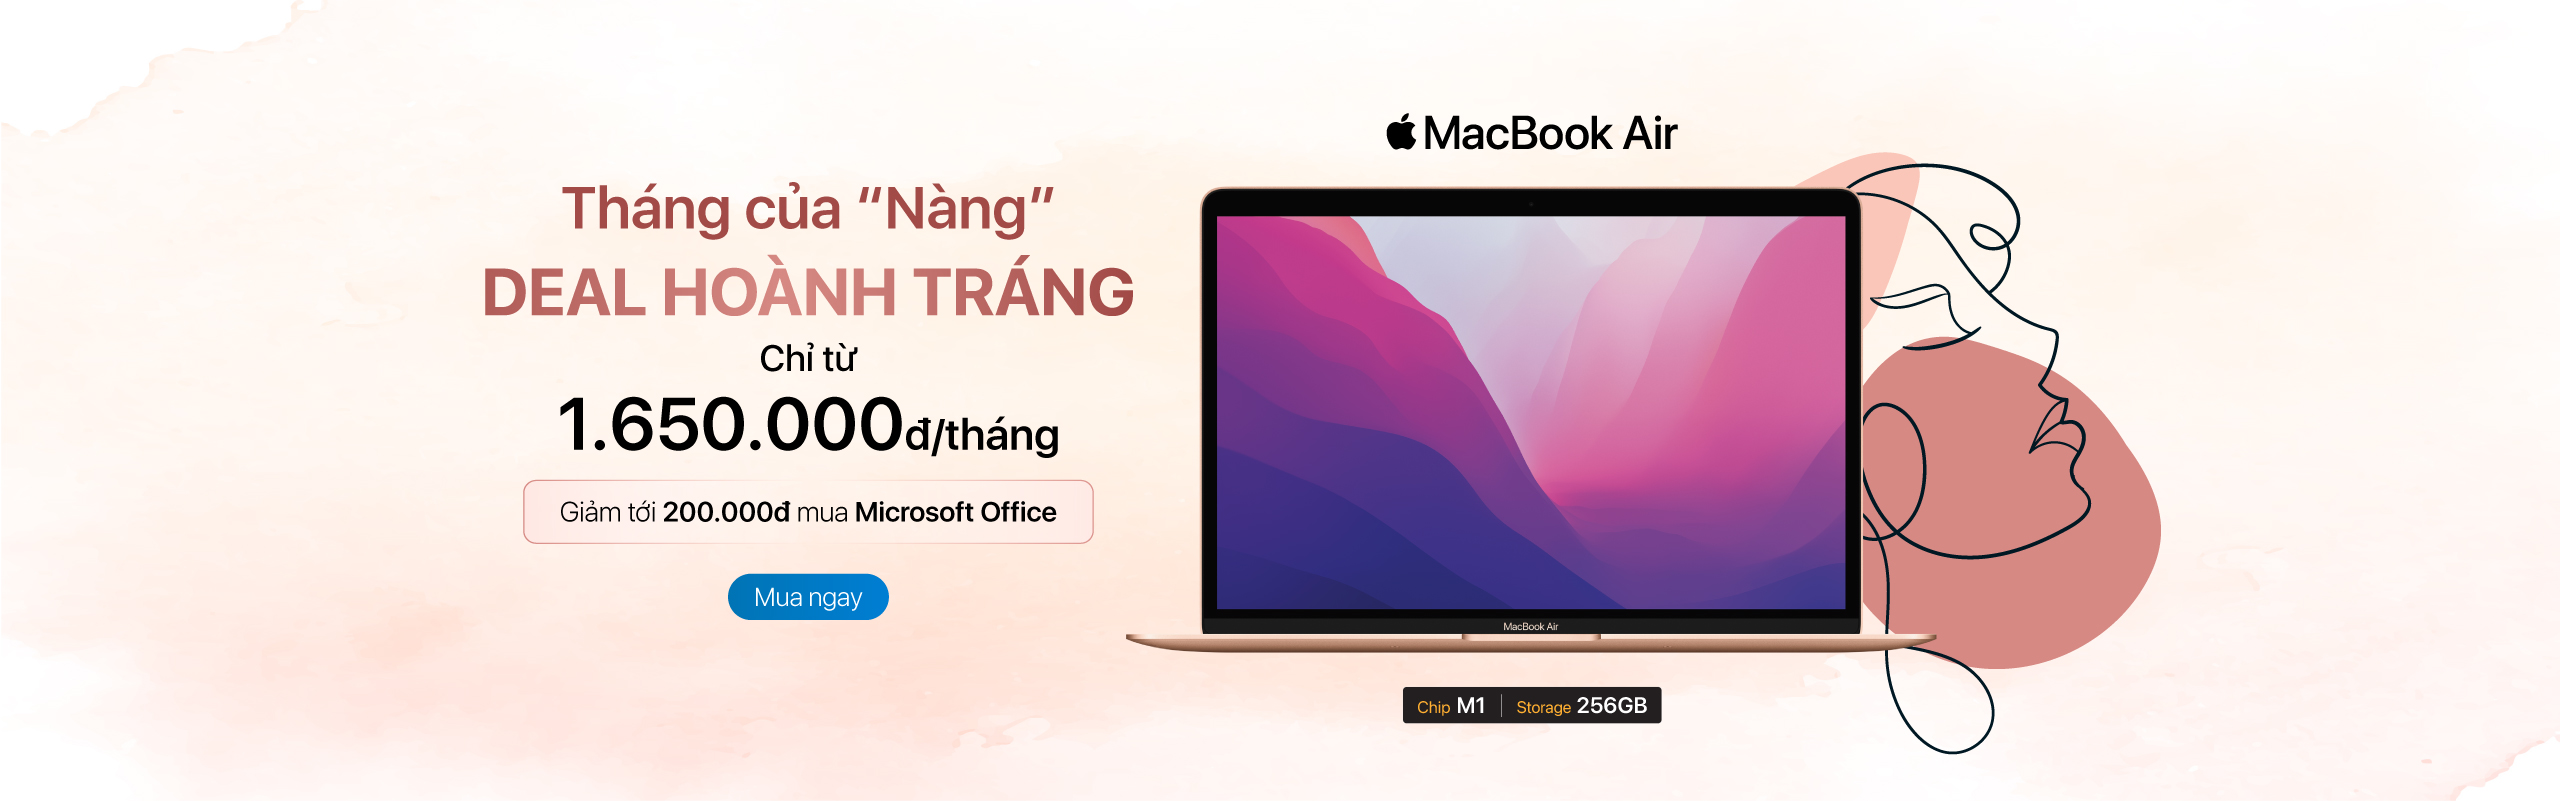 Tháng của “Nàng”
DEAL HOÀNH TRÁNG
Chỉ từ
1.650.000đ/tháng
Giảm tới 200.000đ mua Microsoft Office
Mua ngay
MacBook Air
MacBook Air
Chip M1 | Storage 256GB